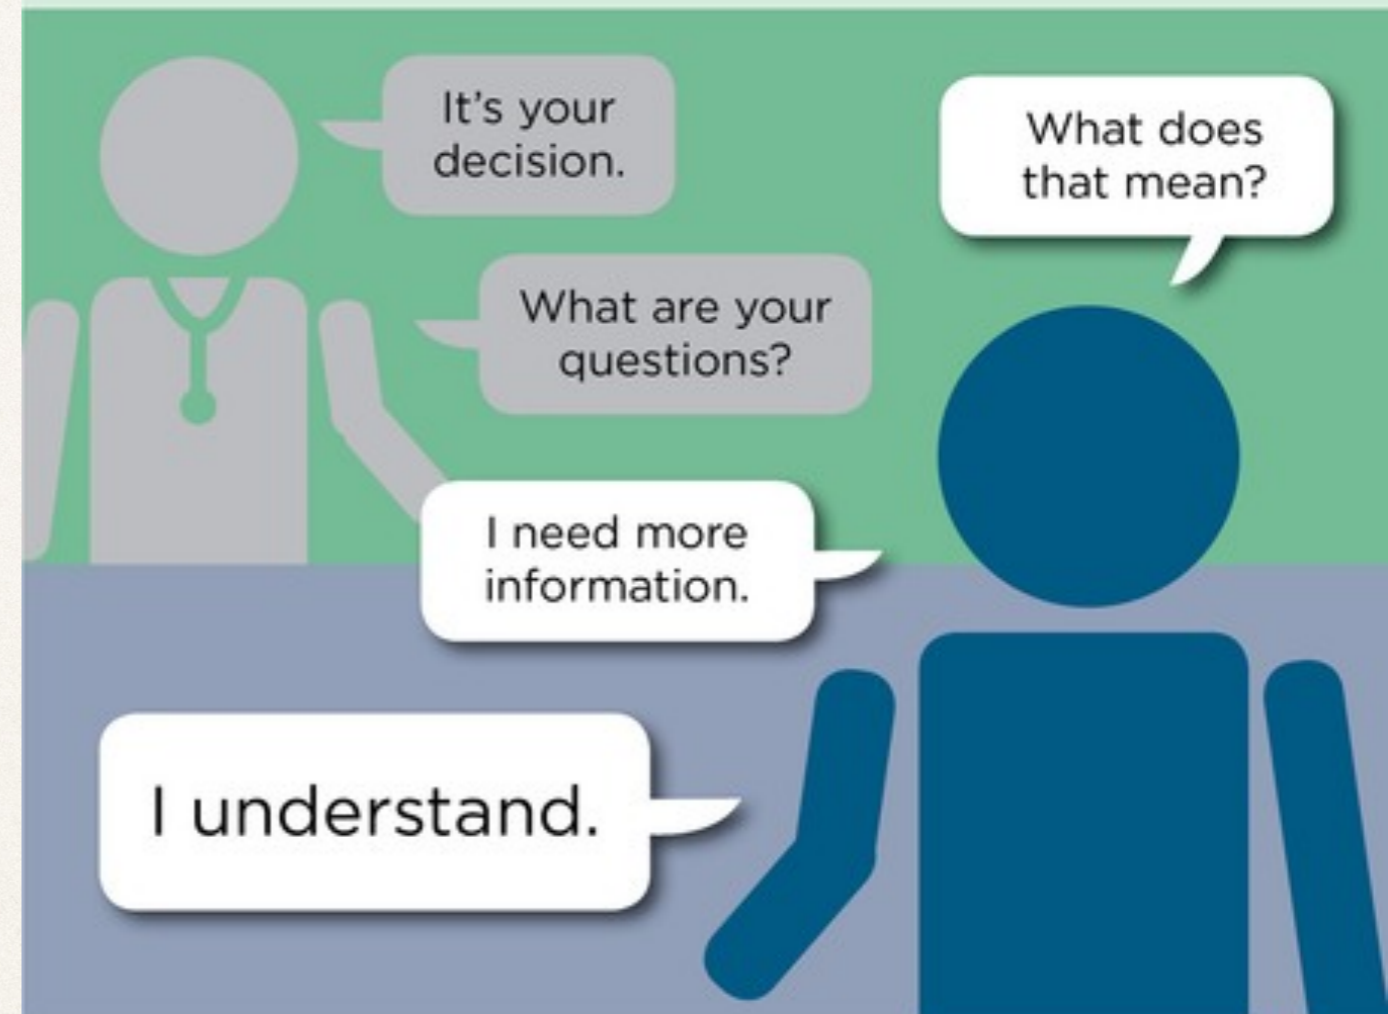 It's your
decision.
What does
that mean?
What are your
questions?
I need more
information.
I understand.